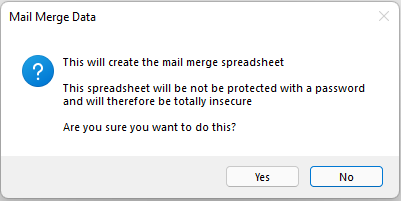 Mail Merge Data
This will create the mail merge spreadsheet
This spreadsheet will be not be protected with a password
and will therefore be totally insecure
Are you sure you want to do this?
Yes No